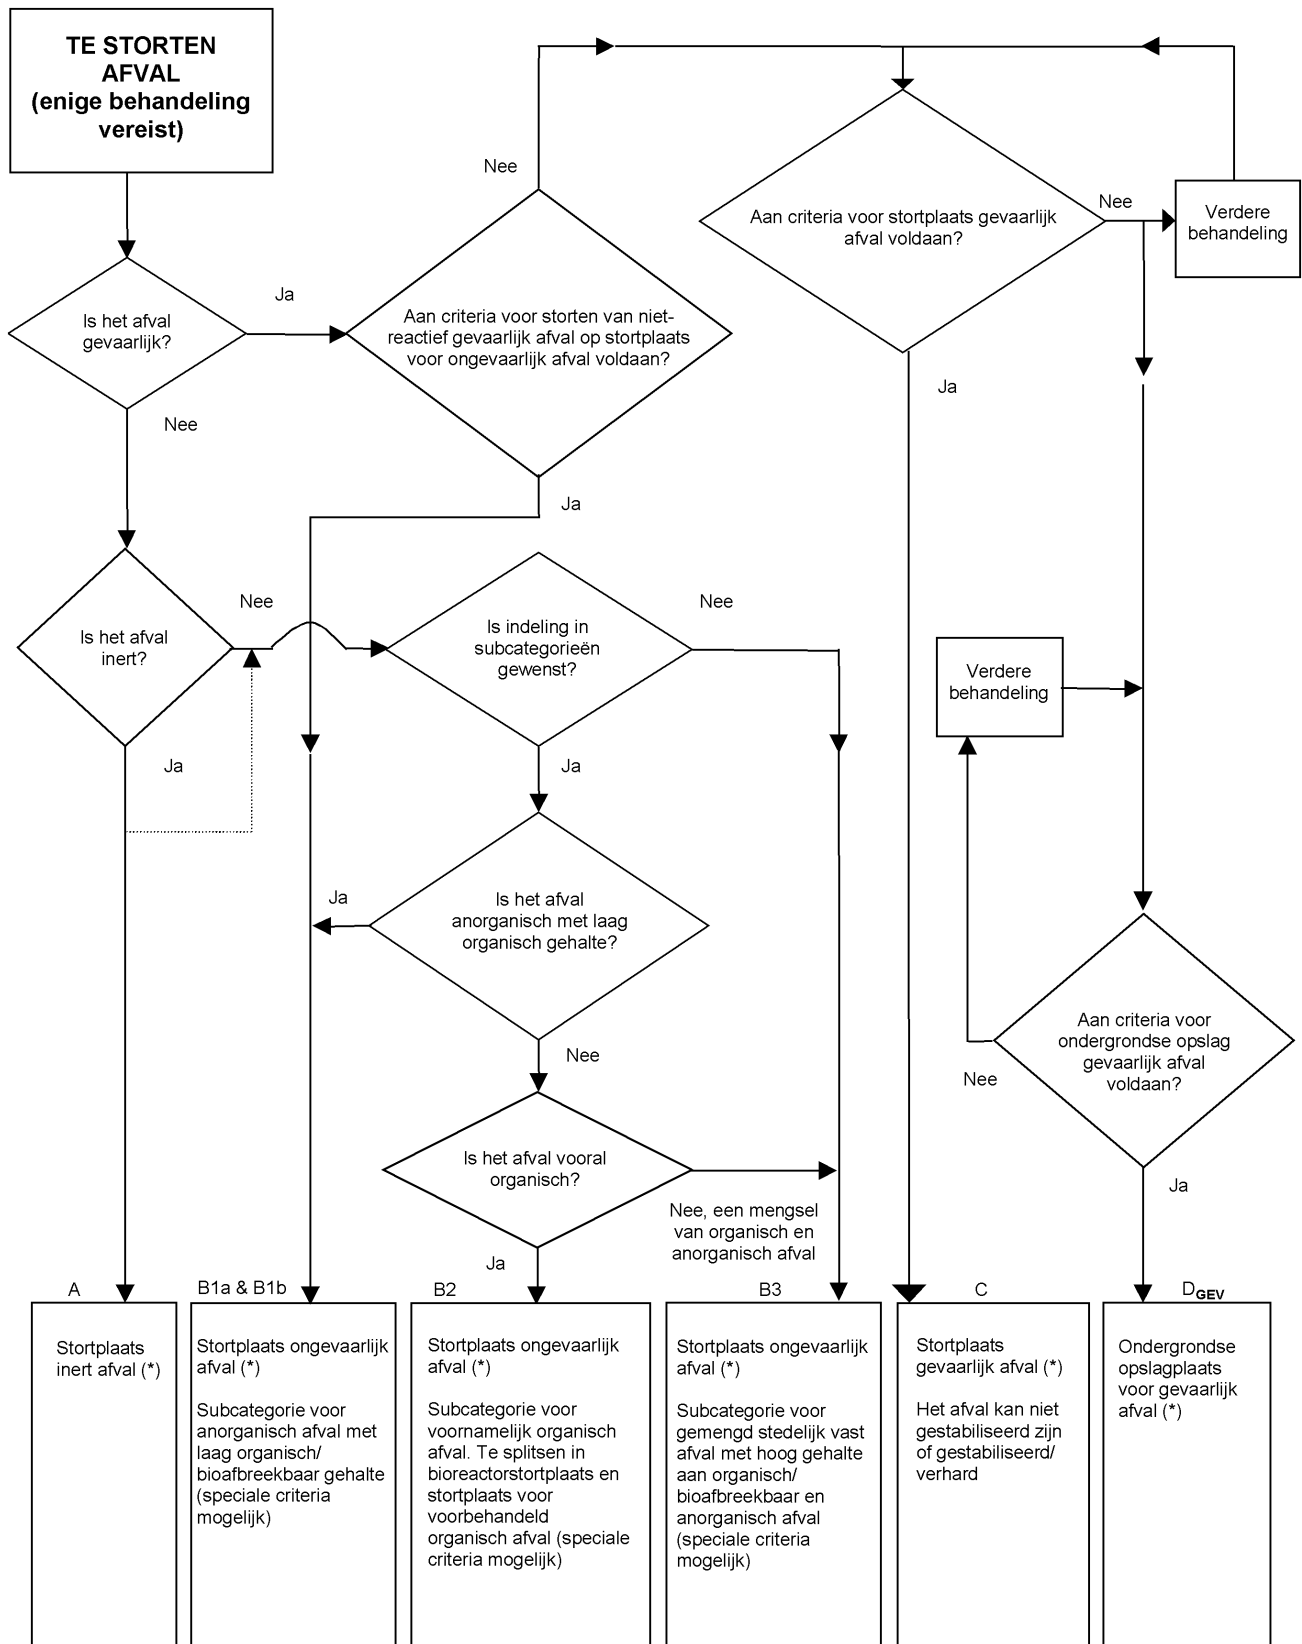 TE STORTEN
AFVAL
(enige behandeling
vereist)
Nee
Aan criteria voor stortplaats gevaarlijk
afval voldaan?
Nee
Verdere
behandeling
Is het afval
gevaarlijk?
Ja
Aan criteria voor storten van niet-
reactief gevaarlijk afval op stortplaats
voor ongevaarlijk afval voldaan?
Ja
Nee
Ja
Is het afval
inert?
Nee
Is indeling in
subcategorieën
gewenst?
Nee
Verdere
behandeling
Ja
Ja
Is het afval
anorganisch met laag
organisch gehalte?
Ja
Nee
Aan criteria voor
ondergrondse opslag
gevaarlijk afval
voldaan?
Nee
Ja
Is het afval vooral
organisch?
Nee, een mengsel
van organisch en
anorganisch afval
Ja
A
Stortplaats
inert afval (*)
B1a & B1b
Stortplaats ongevaarlijk
afval (*)
Subcategorie voor
anorganisch afval met
laag organisch/
bioafbreekbaar gehalte
(speciale criteria
mogelijk)
B2
Stortplaats ongevaarlijk
afval (*)
Subcategorie voor
voornamelijk organisch
afval. Te splitsen in
bioreactorstortplaats en
stortplaats voor
voorbehandeld
organisch afval (speciale
criteria mogelijk)
B3
Stortplaats ongevaarlijk
afval (*)
Subcategorie voor
gemengd stedelijk vast
afval met hoog gehalte
aan organisch/
bioafbreekbaar en
anorganisch afval
(speciale criteria
mogelijk)
C
Stortplaats
gevaarlijk afval (*)
Het afval kan niet
gestabiliseerd zijn
of gestabiliseerd/
verhard
DGEV
Ondergrondse
opslagplaats
voor gevaarlijk
afval (*)